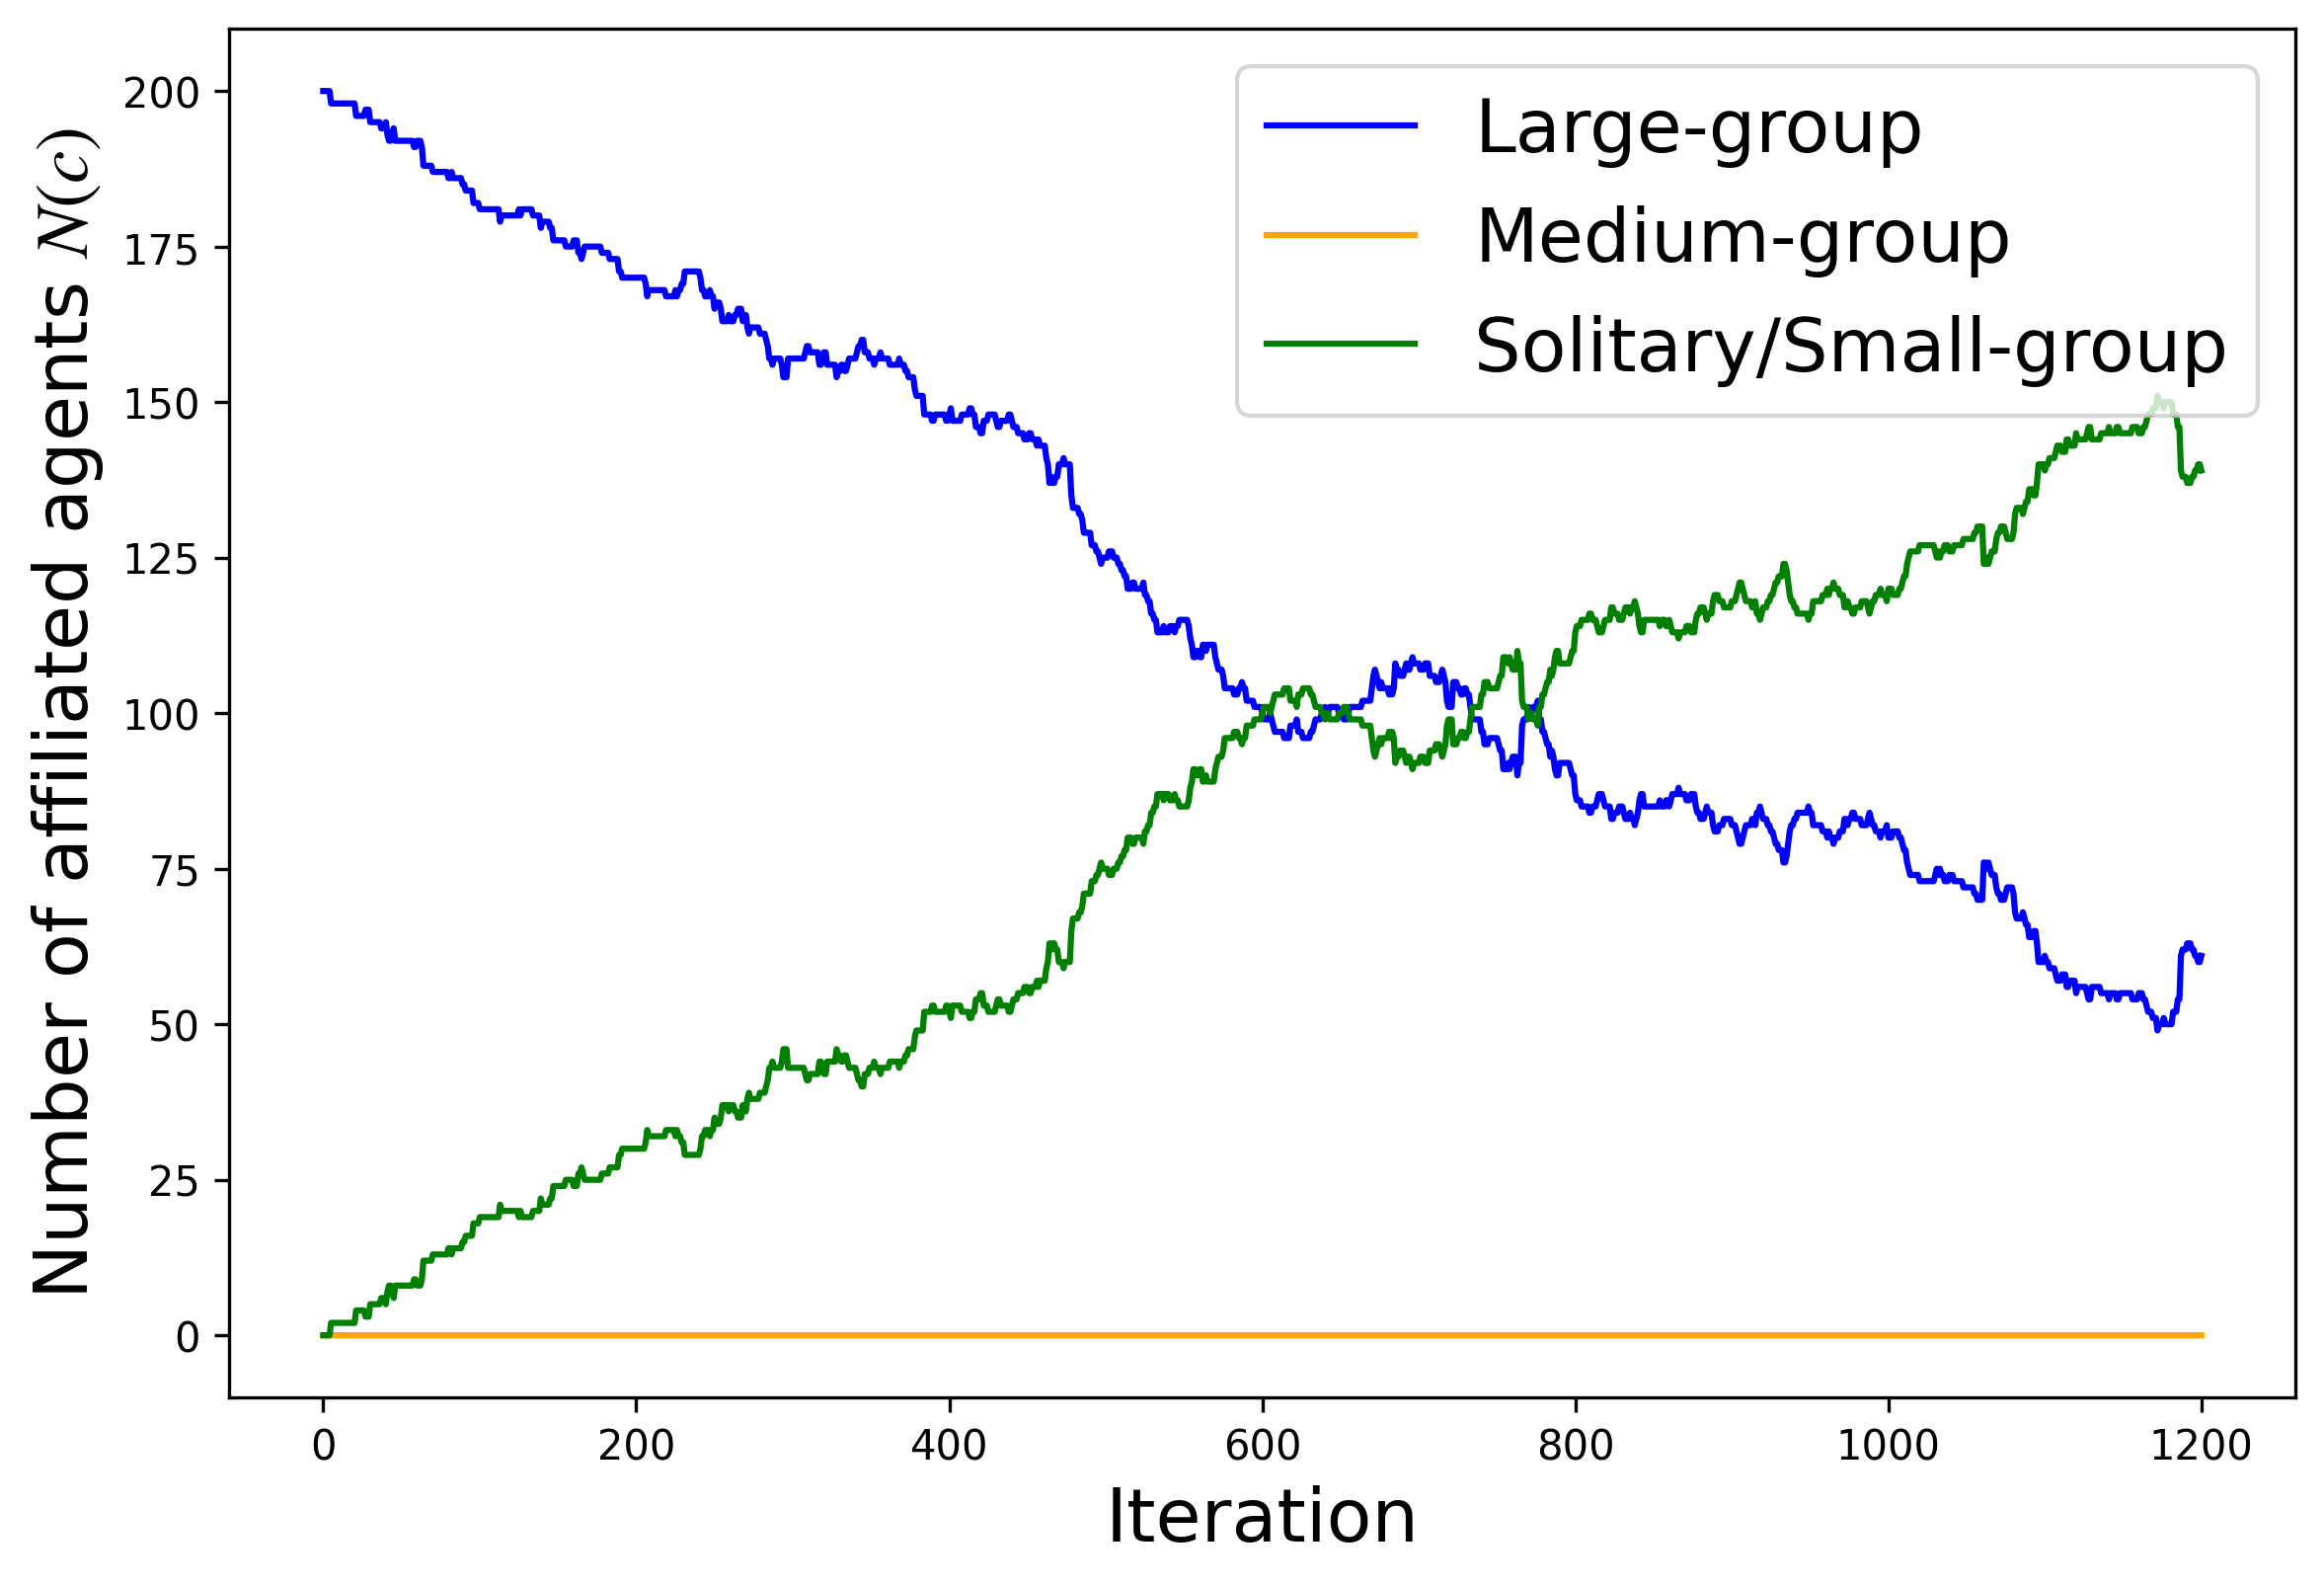 Number of affiliated agents N(c)
200
175
150
125
100
75
50
25
0
Large-group
Medium-group
Solitary/Small-group
0 200 400 600 800 1000 1200
Iteration